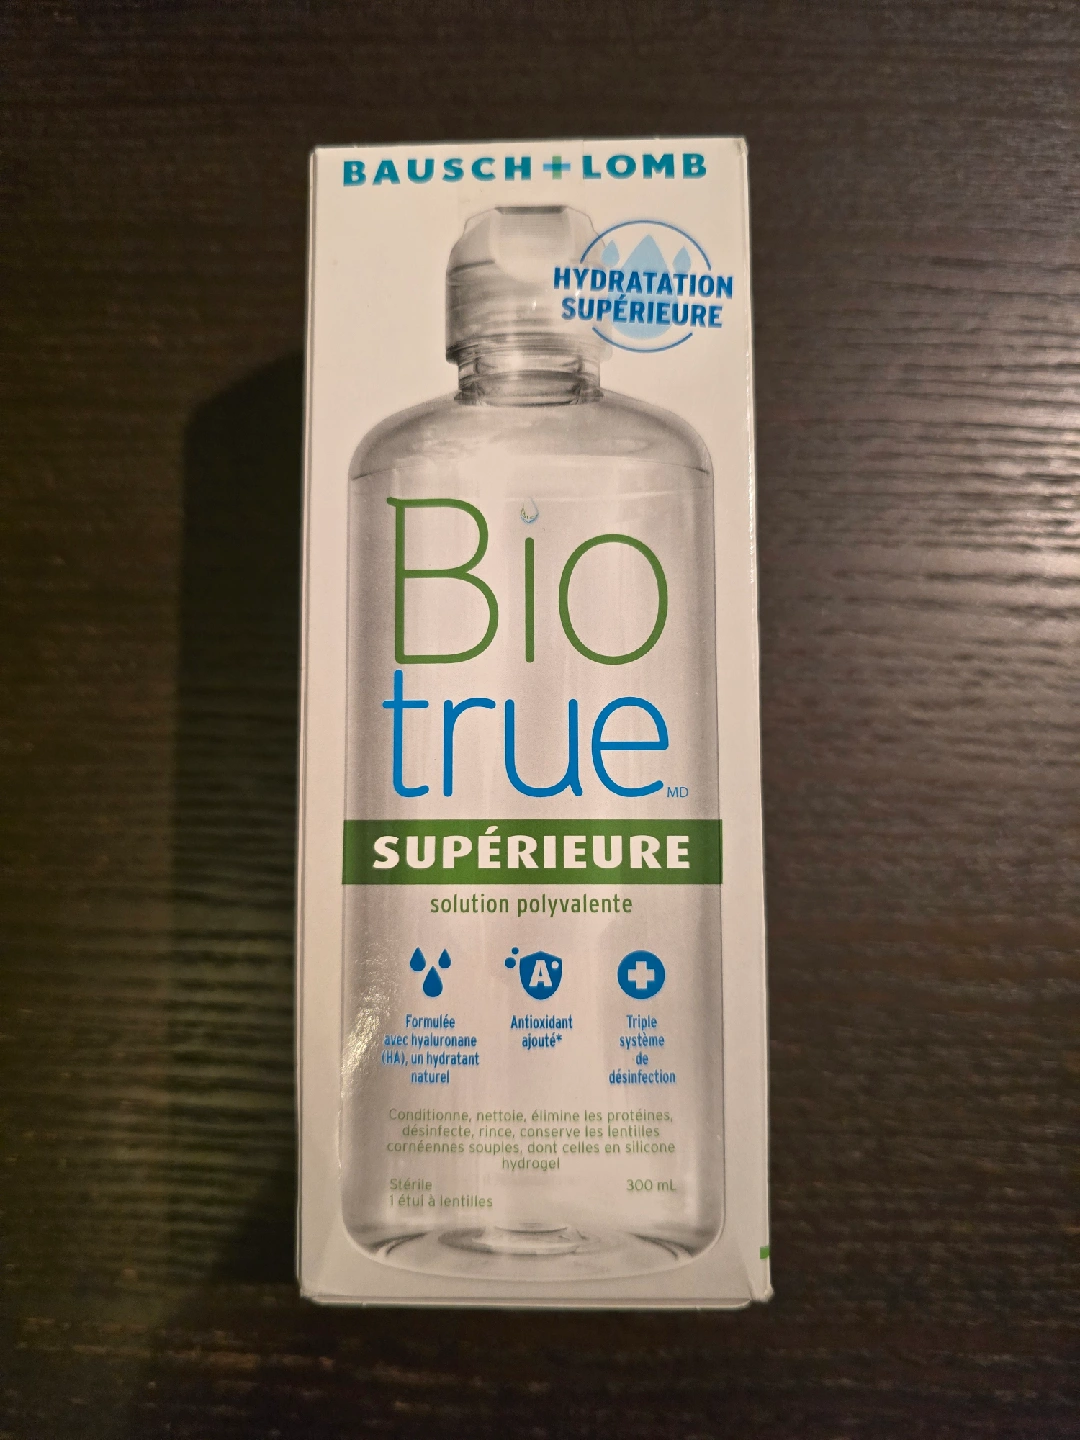 BAUSCH + LOMB
HYDRATATION
SUPÉRIEURE
Bio
true MD
SUPÉRIEURE
solution polyvalente
A
Formulée
avec hyaluronane
(HA), un hydratant
naturel
Antioxidant
ajouté*
Triple
système
de
désinfection
Conditionne, nettoie, élimine les protéines,
désinfecte, rince, conserve les lentilles
cornéennes souples, dont celles en silicone
hydrogel
Stérile
1 étui à lentilles
300 mL